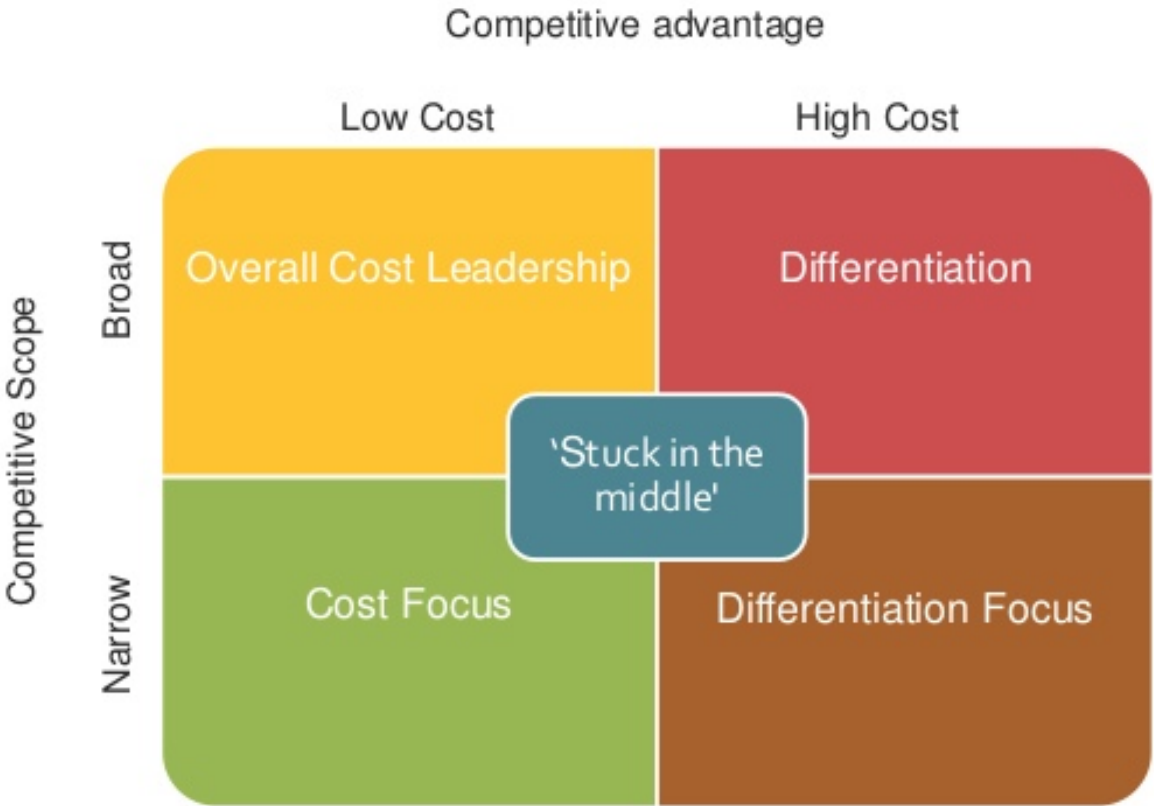 Competitive advantage
Low Cost
High Cost
Competitive Scope
Broad
Overall Cost Leadership
Differentiation
‛Stuck in the
middle'
Narrow
Cost Focus
Differentiation Focus